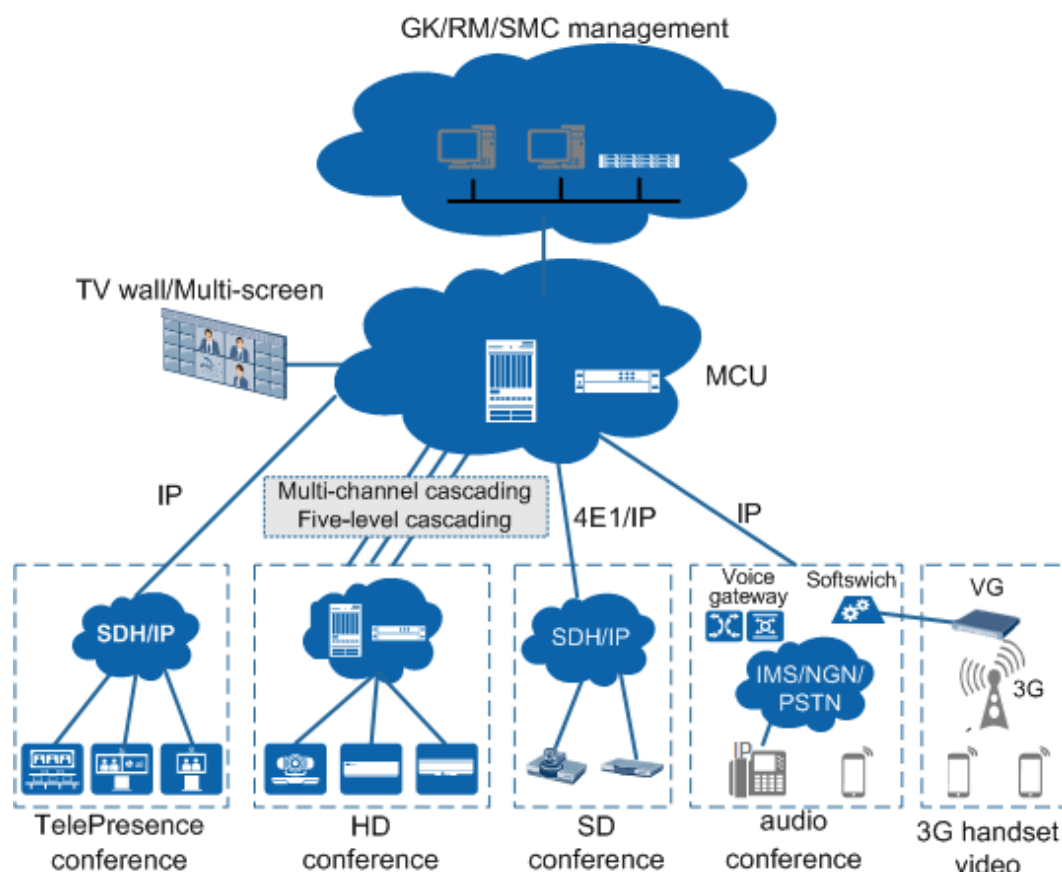 GK/RM/SMC management
TV wall/Multi-screen
MCU
IP
Multi-channel cascading
Five-level cascading
4E1/IP
IP
SDH/IP
SDH/IP
Voice
gateway
Softswich
VG
IMS/NGN/
PSTN
3G
IP
TelePresence
conference
HD
conference
SD
conference
audio
conference
3G handset
video